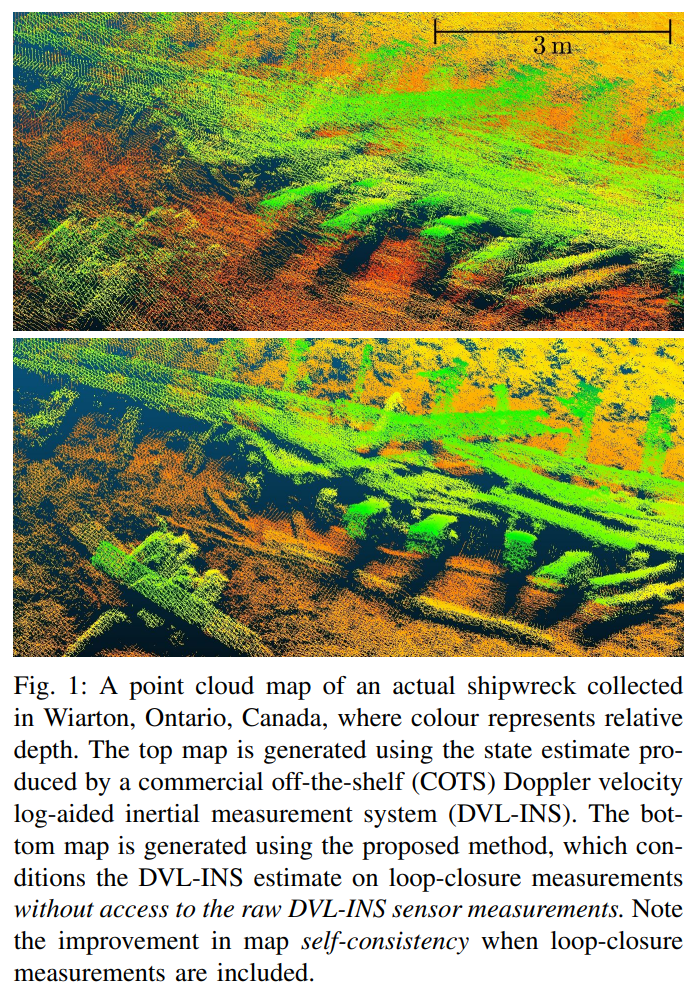 3 m
Fig. 1: A point cloud map of an actual shipwreck collected
in Wiarton, Ontario, Canada, where colour represents relative
depth. The top map is generated using the state estimate pro-
duced by a commercial off-the-shelf (COTS) Doppler velocity
log-aided inertial measurement system (DVL-INS). The bot-
tom map is generated using the proposed method, which con-
ditions the DVL-INS estimate on loop-closure measurements
without access to the raw DVL-INS sensor measurements. Note
the improvement in map self-consistency when loop-closure
measurements are included.